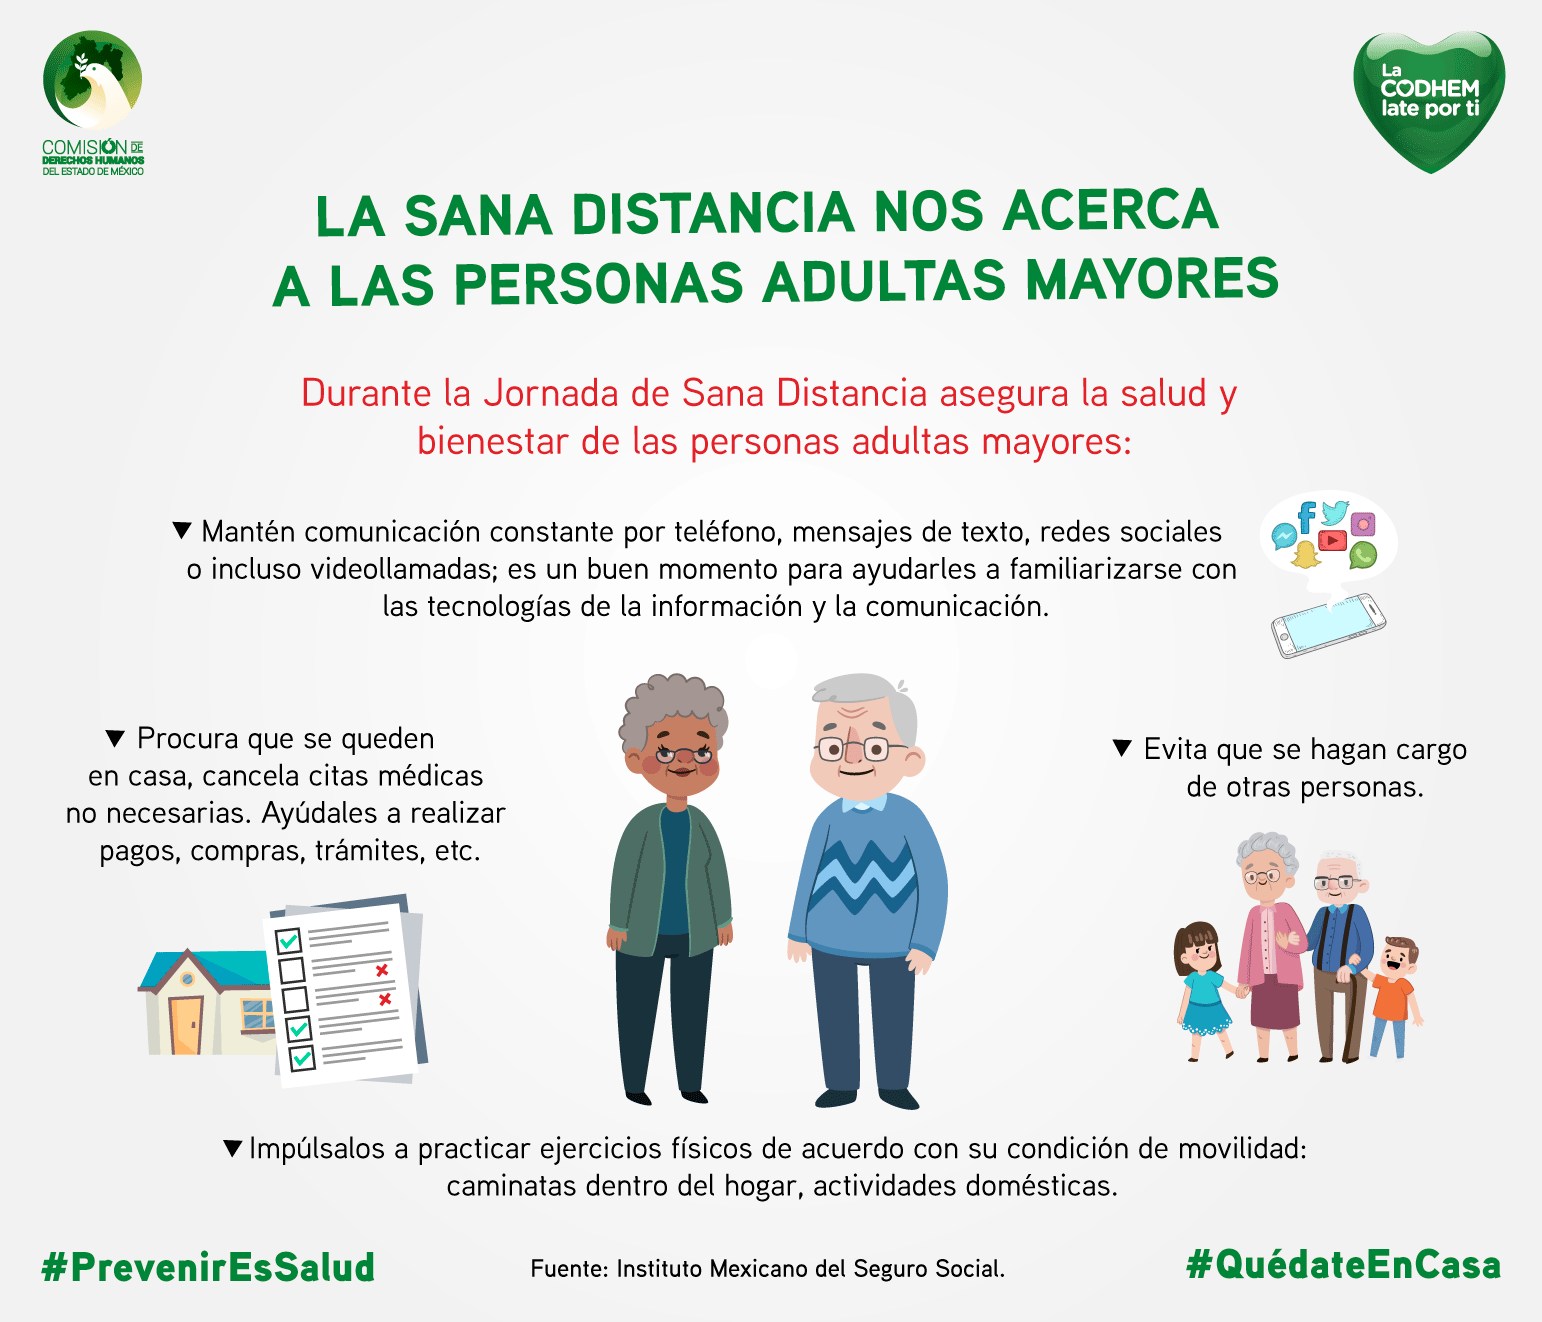 COMISIÓN DE
DERECHOS HUMANOS
DEL ESTADO DE MÉXICO
La
CODHEM
late por ti
LA SANA DISTANCIA NOS ACERCA
A LAS PERSONAS ADULTAS MAYORES
Durante la Jornada de Sana Distancia asegura la salud y
bienestar de las personas adultas mayores:
▼ Mantén comunicación constante por teléfono, mensajes de texto, redes sociales
o incluso videollamadas; es un buen momento para ayudarles a familiarizarse con
las tecnologías de la información y la comunicación.
▼ Procura que se queden
en casa, cancela citas médicas
no necesarias. Ayúdales a realizar
pagos, compras, trámites, etc.
▼ Evita que se hagan cargo
de otras personas.
▼ Impúlsalos a practicar ejercicios físicos de acuerdo con su condición de movilidad:
caminatas dentro del hogar, actividades domésticas.
#PrevenirEsSalud
Fuente: Instituto Mexicano del Seguro Social.
#QuédateEnCasa